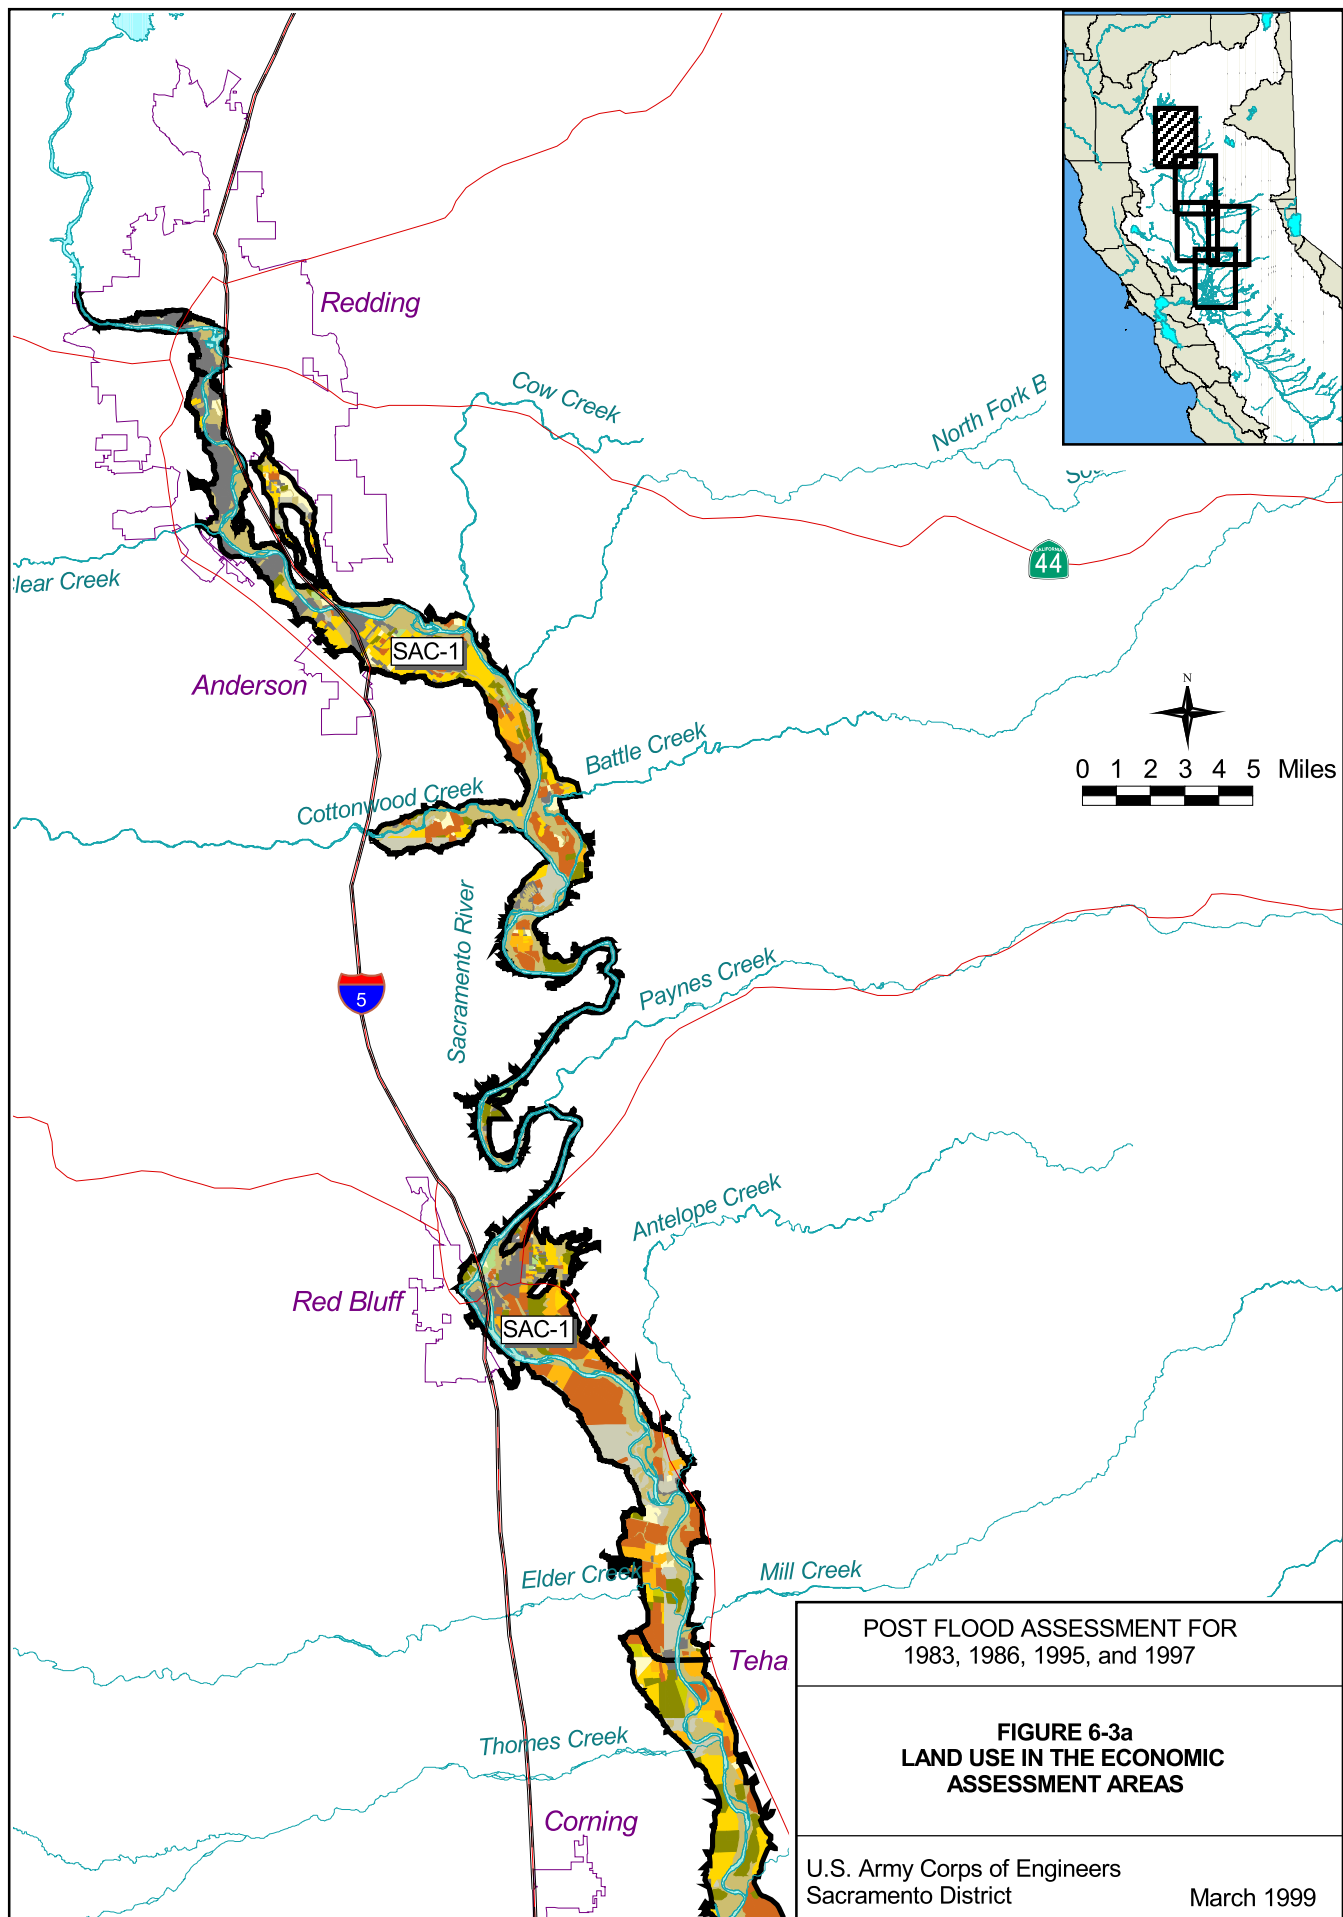 Redding
Cow Creek
North Fork B
CALIFORNIA
44
lear Creek
SAC-1
Anderson
N
Battle Creek
0 1 2 3 4 5 Miles
Cottonwood Creek
Sacramento River
Paynes Creek
5
Antelope Creek
Red Bluff
SAC-1
Elder Creek
Mill Creek
Teha
Thomes Creek
Corning
POST FLOOD ASSESSMENT FOR
1983, 1986, 1995, and 1997
FIGURE 6-3a
LAND USE IN THE ECONOMIC
ASSESSMENT AREAS
U.S. Army Corps of Engineers
Sacramento District
March 1999